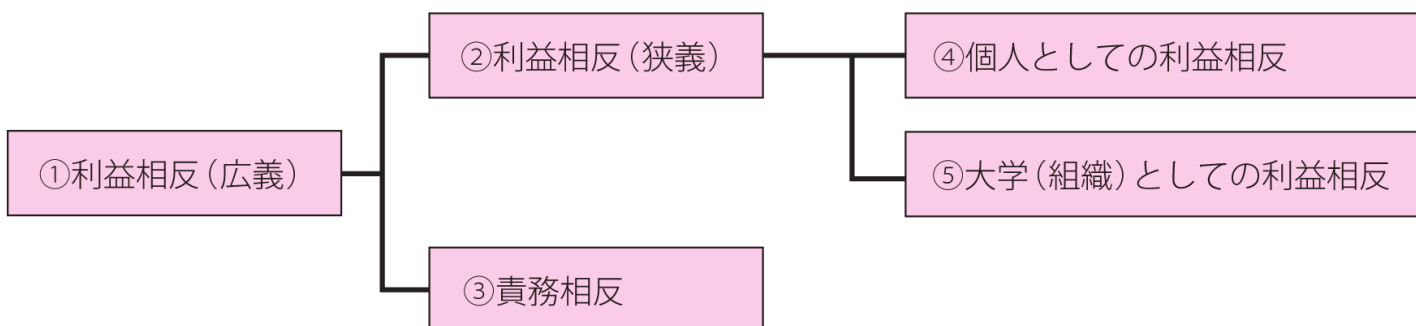 ①利益相反（広義）
②利益相反（狭義）
③責務相反
④個人としての利益相反
⑤大学（組織）としての利益相反